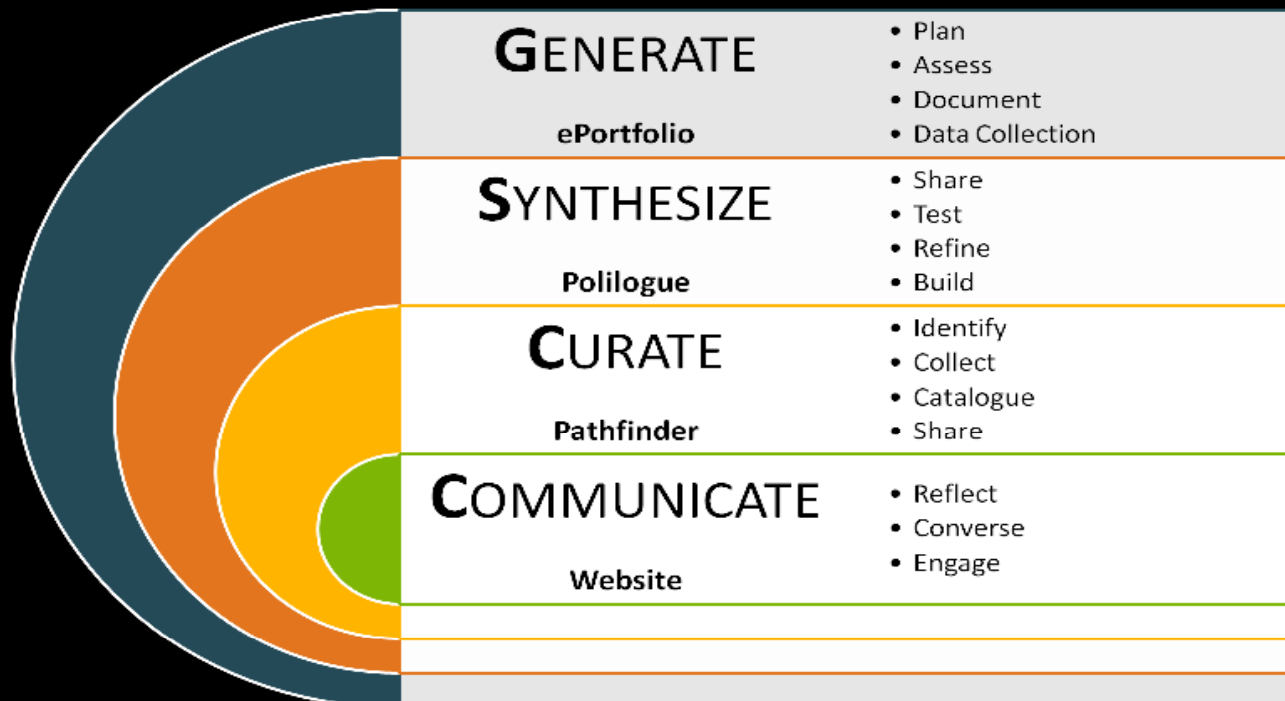 GENERATE
ePortfolio
• Plan
• Assess
• Document
• Data Collection
SYNTHESIZE
Polilogue
• Share
• Test
• Refine
• Build
CURATE
Pathfinder
• Identify
• Collect
• Catalogue
• Share
COMMUNICATE
Website
• Reflect
• Converse
• Engage